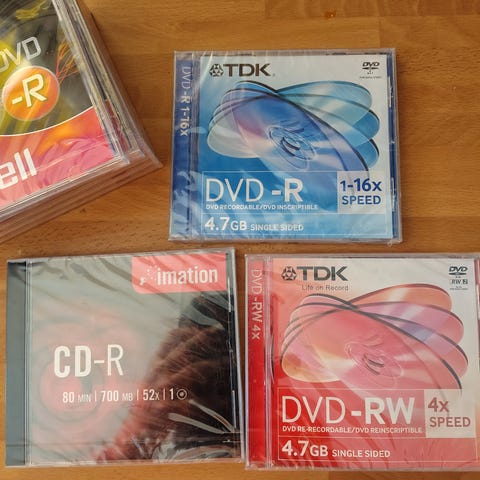 DVD
-R
ell
TDK
DVD
DVD -R 1-16x
DVD -R
1-16x
SPEED
DVD RECORDABLE/DVD INSCRIPTIBLE
4.7GB SINGLE SIDED
imation
CD-R
80 MIN | 700 MB | 52x | 1
TDK
Life on Record
DVD
RW 2
DVD -RW 4x
DVD -RW
4x
SPEED
DVD RE-RECORDABLE/DVD REINSCRIPTIBLE
4.7GB SINGLE SIDED